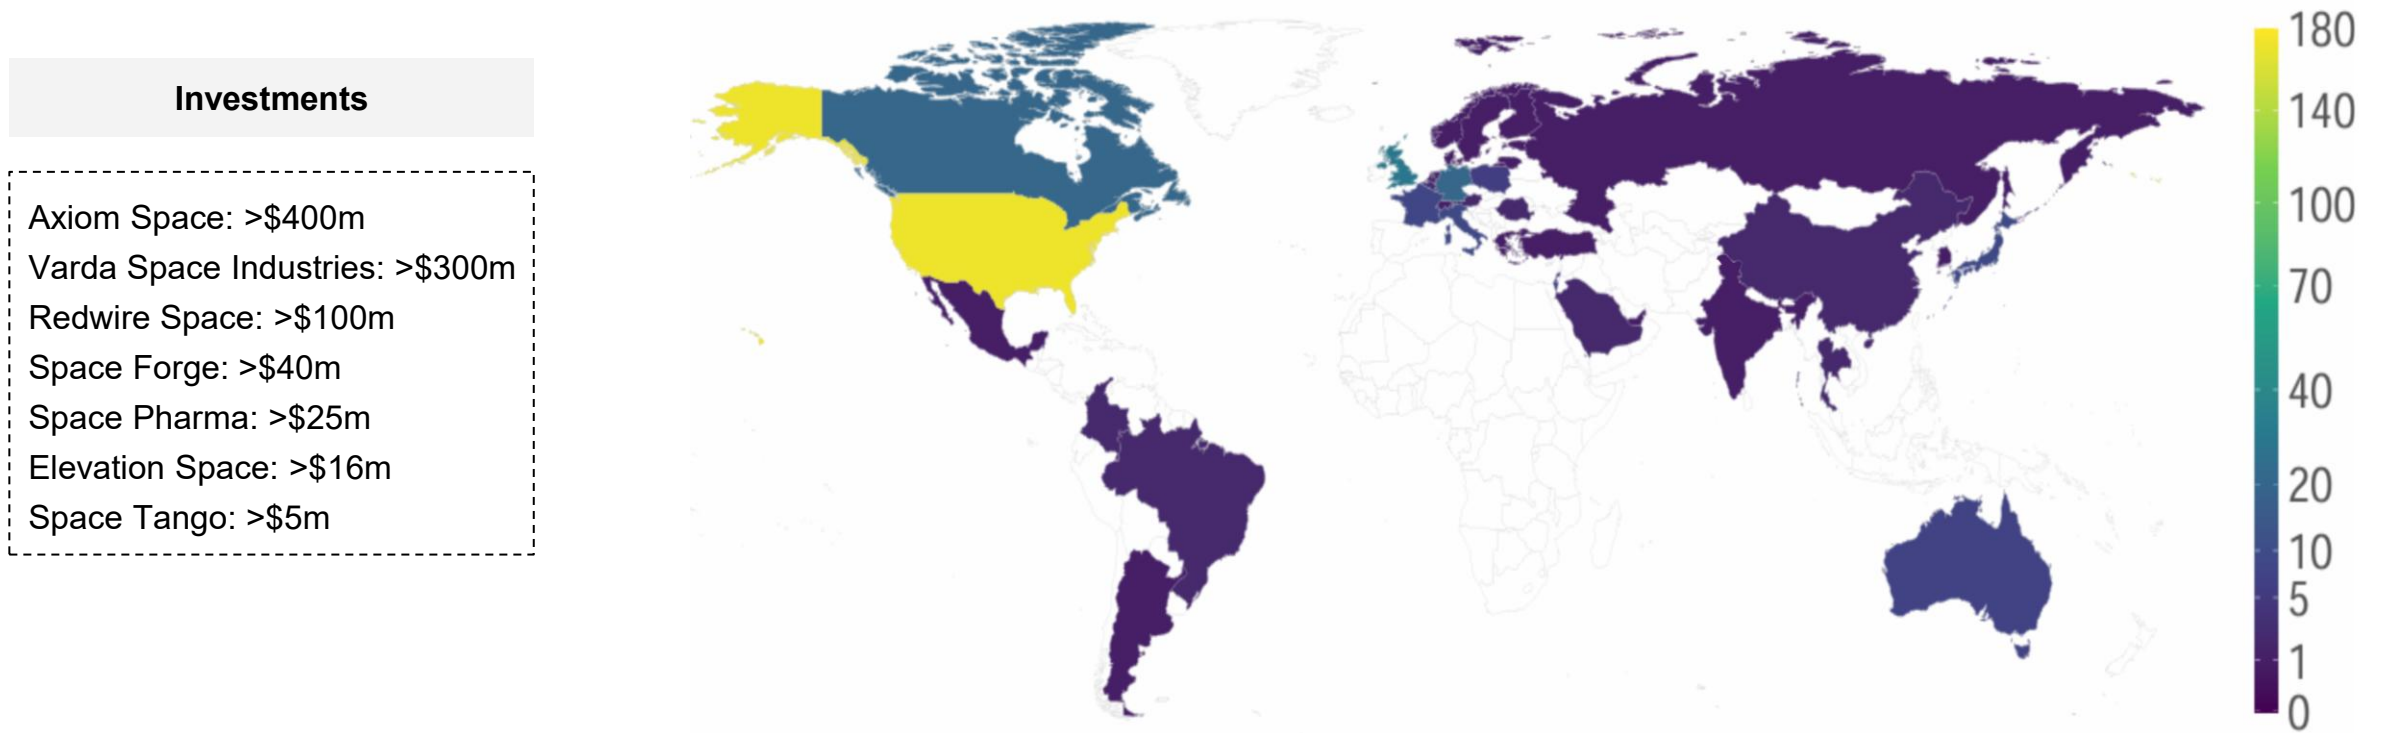 Investments
Axiom Space: >$400m
Varda Space Industries: >$300m
Redwire Space: >$100m
Space Forge: >$40m
Space Pharma: >$25m
Elevation Space: >$16m
Space Tango: >$5m
180
140
100
70
40
20
10
5
1
0